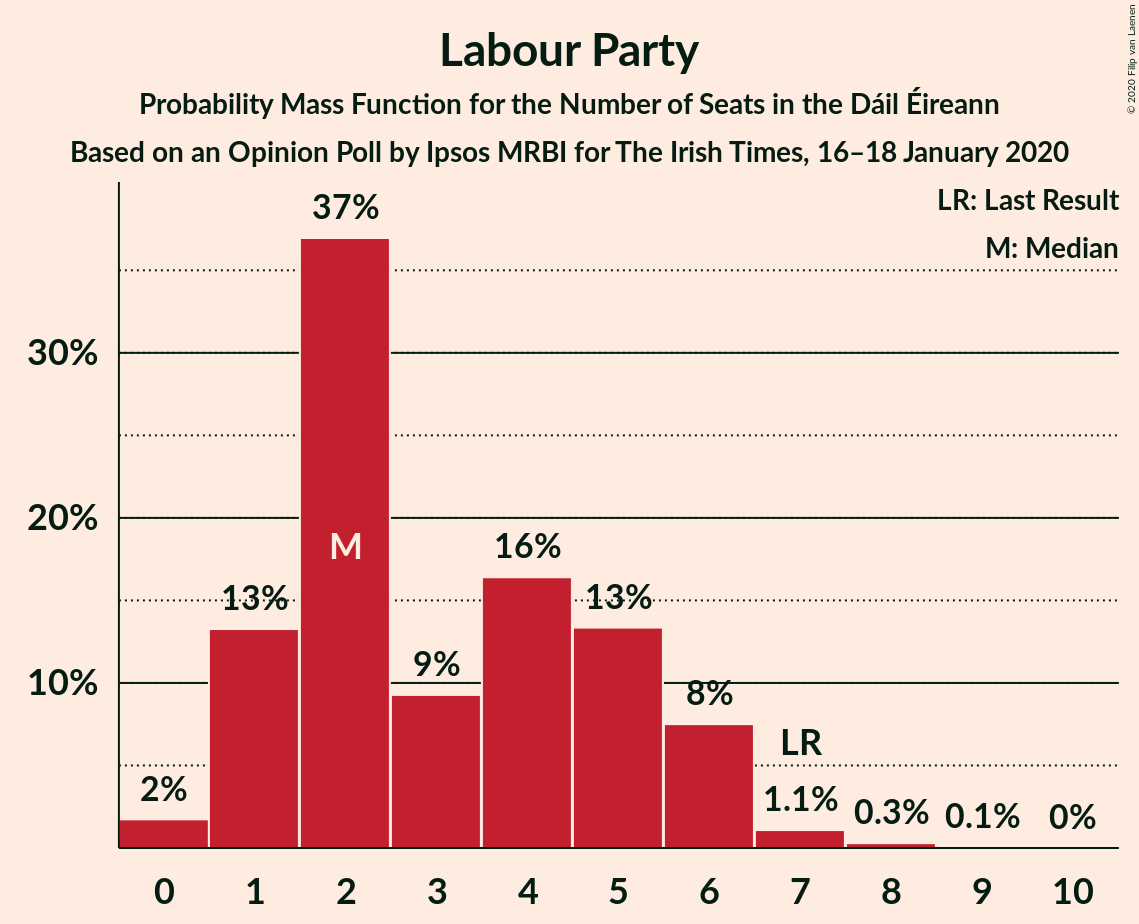 Labour Party
Probability Mass Function for the Number of Seats in the Dáil Éireann
Based on an Opinion Poll by Ipsos MRBI for The Irish Times, 16–18 January 2020
© 2020 Filip van Laenen
LR: Last Result
M: Median
37%
30%
20%
M
16%
13%
13%
9%
10%
8%
LR
2%
1.1%
0.3%
0.1%
0%
0 1 2 3 4 5 6 7 8 9 10